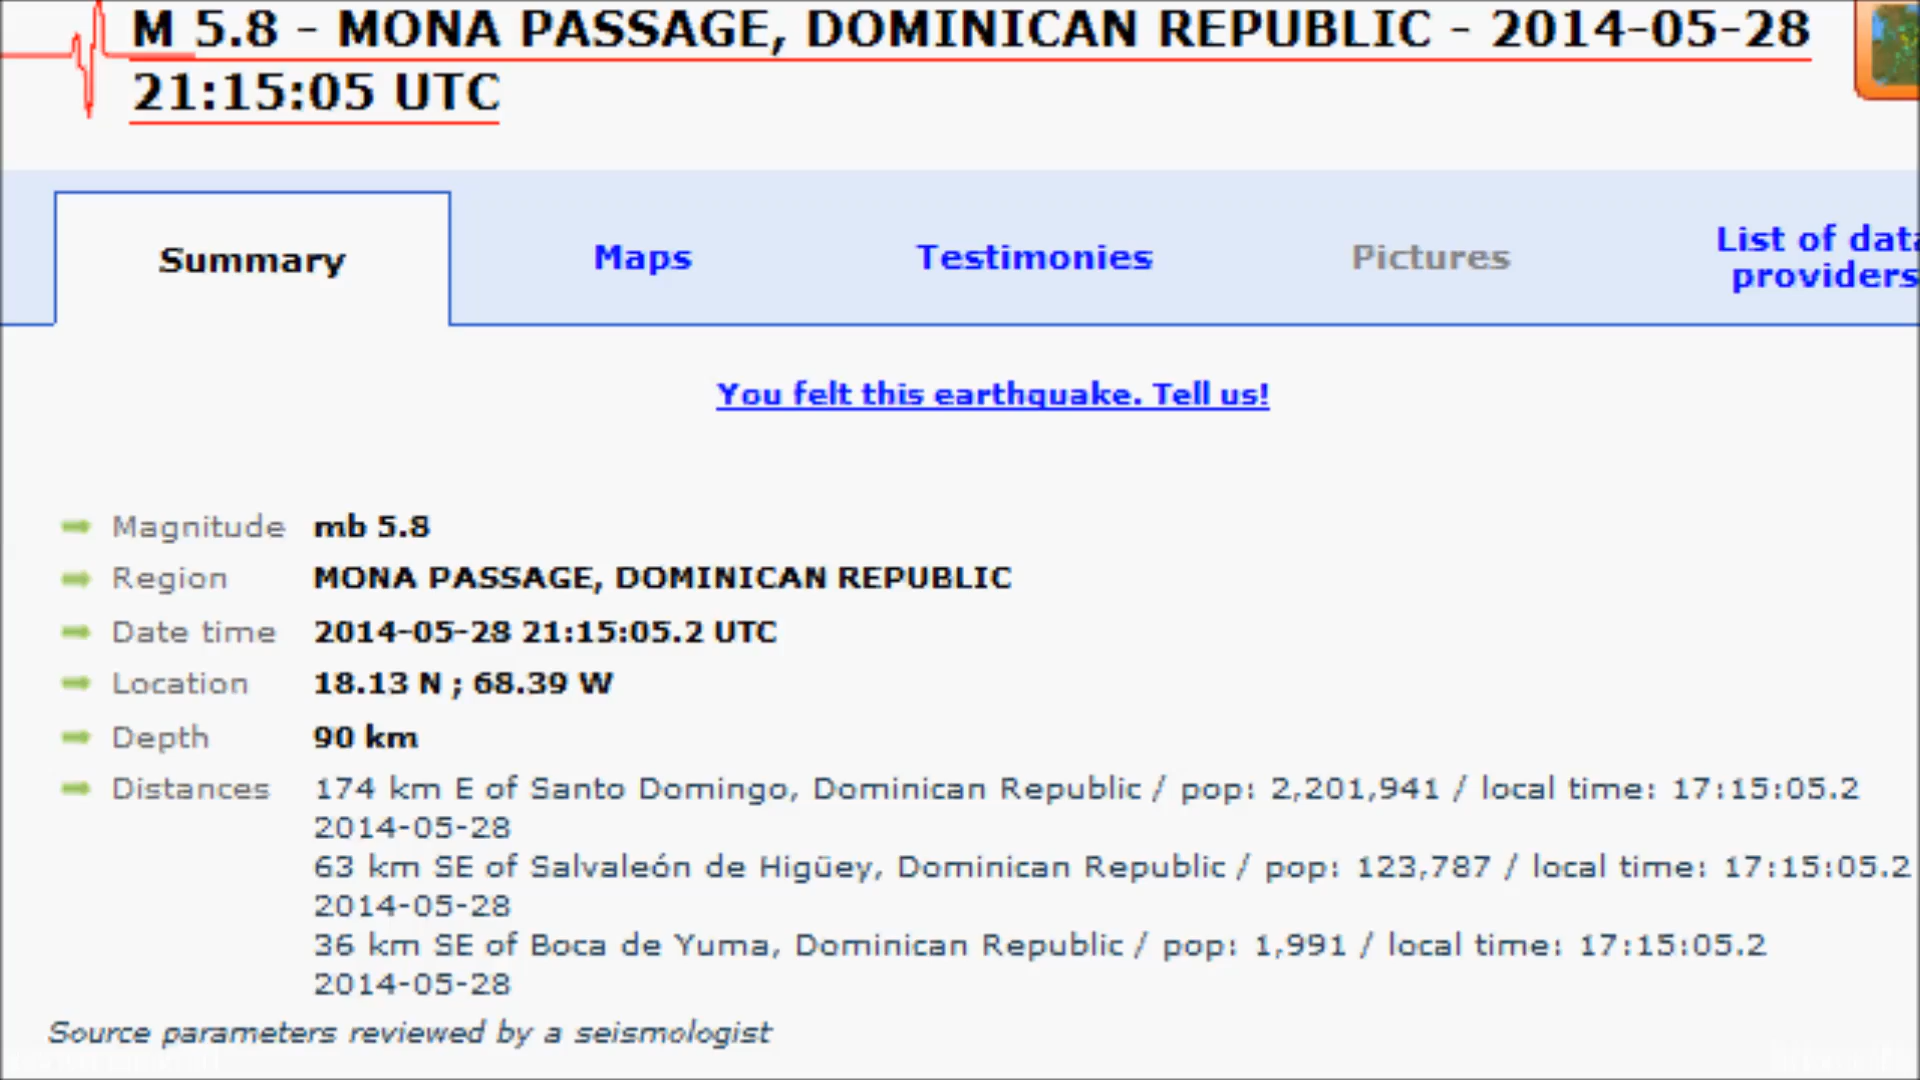 M 5.8 - MONA PASSAGE, DOMINICAN REPUBLIC - 2014-05-28
21:15:05 UTC
Summary
Maps
Testimonies
Pictures
List of data
providers
You felt this earthquake. Tell us!
Magnitude mb 5.8
Region MONA PASSAGE, DOMINICAN REPUBLIC
Date time 2014-05-28 21:15:05.2 UTC
Location 18.13 N ; 68.39 W
Depth 90 km
Distances 174 km E of Santo Domingo, Dominican Republic / pop: 2,201,941 / local time: 17:15:05.2
2014-05-28
63 km SE of Salvaleón de Higüey, Dominican Republic / pop: 123,787 / local time: 17:15:05.2
2014-05-28
36 km SE of Boca de Yuma, Dominican Republic / pop: 1,991 / local time: 17:15:05.2
2014-05-28
Source parameters reviewed by a seismologist